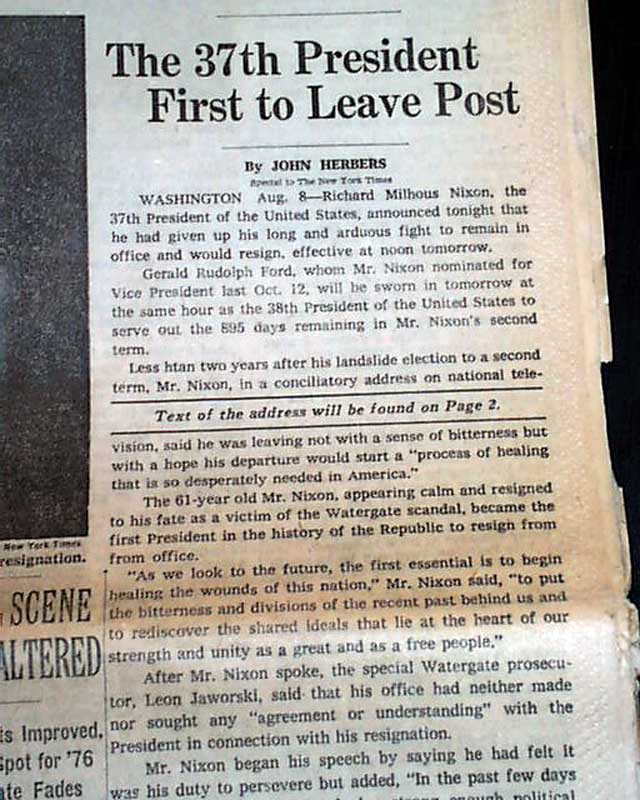 The 37th President
First to Leave Post
By JOHN HERBERS
Special to The New York Times
WASHINGTON Aug. 8—Richard Milhous Nixon, the
37th President of the United States, announced tonight that
he had given up his long and arduous fight to remain in
office and would resign, effective at noon tomorrow.
Gerald Rudolph Ford, whom Mr. Nixon nominated for
Vice President last Oct. 12, will be sworn in tomorrow at
the same hour as the 38th President of the United States to
serve out the 895 days remaining in Mr. Nixon's second
term.
Less htan two years after his landslide election to a second
term, Mr. Nixon, in a conciliatory address on national tele-
Text of the address will be found on Page 2.
vision, said he was leaving not with a sense of bitterness but
with a hope his departure would start a "process of healing
that is so desperately needed in America."
The 61-year old Mr. Nixon, appearing calm and resigned
to his fate as a victim of the Watergate scandal, became the
first President in the history of the Republic to resign from
from office.
"As we look to the future, the first essential is to begin
healing the wounds of this nation," Mr. Nixon said, "to put
the bitterness and divisions of the recent past behind us and
to rediscover the shared ideals that lie at the heart of our
strength and unity as a great and as a free people."
After Mr. Nixon spoke, the special Watergate prosecu-
tor, Leon Jaworski, said that his office had neither made
nor sought any "agreement or understanding" with the
President in connection with his resignation.
Mr. Nixon began his speech by saying he had felt it
was his duty to persevere but added, "In the past few days
strong enough political
New York Times
resignation.
SCENE
ALTERED
is Improved,
Spot for '76
ate Fades